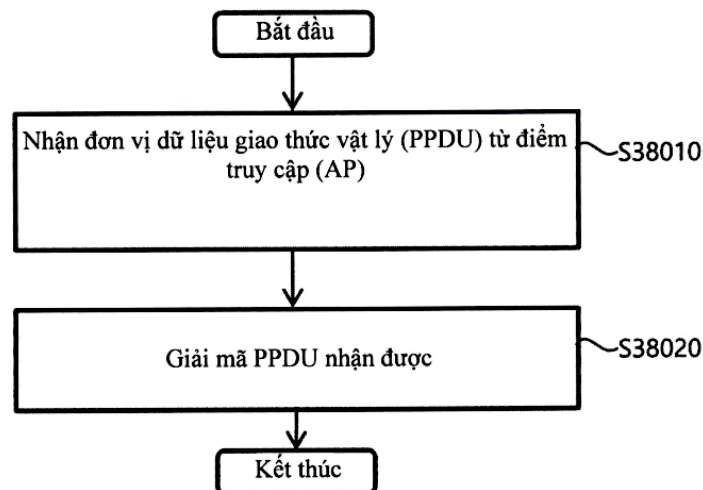 Bắt đầu
Nhận đơn vị dữ liệu giao thức vật lý (PPDU) từ điểm
truy cập (AP)
S38010
Giải mã PPDU nhận được
S38020
Kết thúc